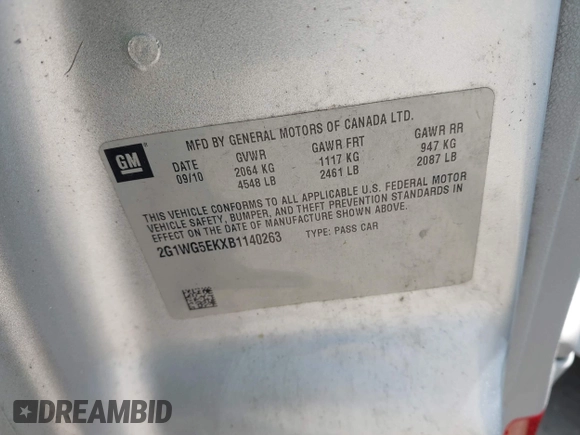 MFD BY GENERAL MOTORS OF CANADA LTD.
GM
DATE GVWR GAWR FRT GAWR RR
09/10 2064 KG 1117 KG 947 KG
4548 LB 2461 LB 2087 LB
THIS VEHICLE CONFORMS TO ALL APPLICABLE U.S. FEDERAL MOTOR
VEHICLE SAFETY, BUMPER, AND THEFT PREVENTION STANDARDS IN
EFFECT ON THE DATE OF MANUFACTURE SHOWN ABOVE.
2G1WG5EKXB1140263 TYPE: PASS CAR
DREAMBID